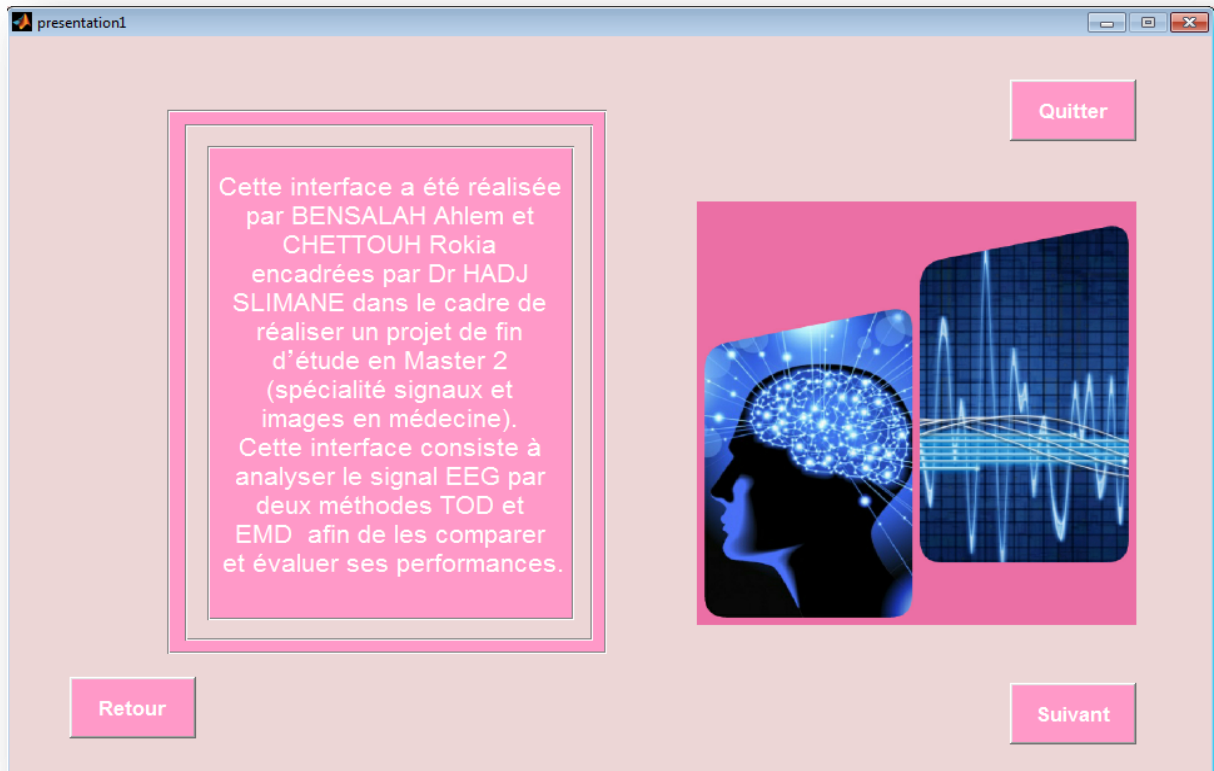 presentation1
Quitter
Cette interface a été réalisée
par BENSALAH Ahlem et
CHETTOUH Rokia
encadrées par Dr HADJ
SLIMANE dans le cadre de
réaliser un projet de fin
d’étude en Master 2
(spécialité signaux et
images en médecine).
Cette interface consiste à
analyser le signal EEG par
deux méthodes TOD et
EMD  afin de les comparer
et évaluer ses performances.
Retour
Suivant